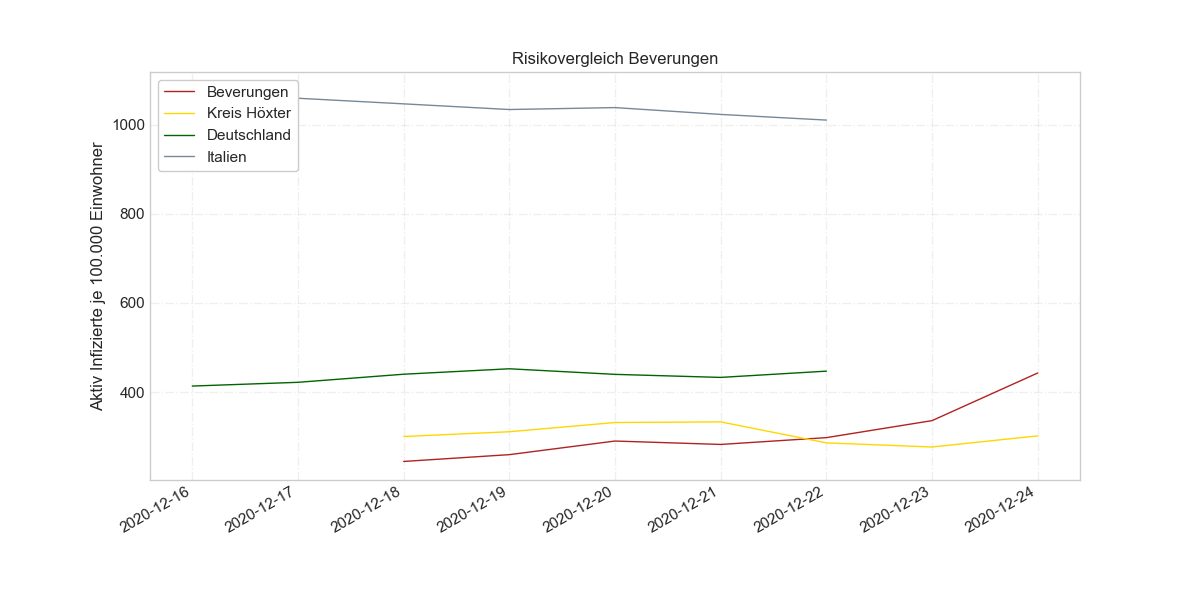 Risikovergleich Beverungen
Beverungen
Kreis Höxter
Deutschland
Italien
Aktiv Infizierte je 100.000 Einwohner
1000
800
600
400
2020-12-16
2020-12-17
2020-12-18
2020-12-19
2020-12-20
2020-12-21
2020-12-22
2020-12-23
2020-12-24